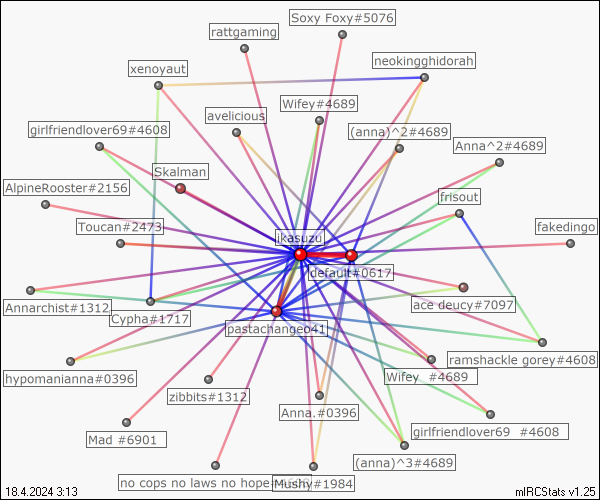 Soxy Foxy#5076
rattgaming
neokingghidorah
xenoyaut
Wifey#4689
avelicious
(anna)^2#4689
girlfriendlover69#4608
Anna^2#4689
Skalman
AlpineRooster#2156
frisout
Toucan#2473
fakedingo
ikasuzu
default#0617
Annarchist#1312
ace deucy#7097
Cypha#1717
pastachangeo41
ramshackle gorey#4608
hypomanianna#0396
Wifey #4689
zibbits#1312
Anna.#0396
Mad #6901
girlfriendlover69 #4608
(anna)^3#4689
no cops no laws no hope
Mushy#1984
18.4.2024 3:13
mIRCStats v1.25